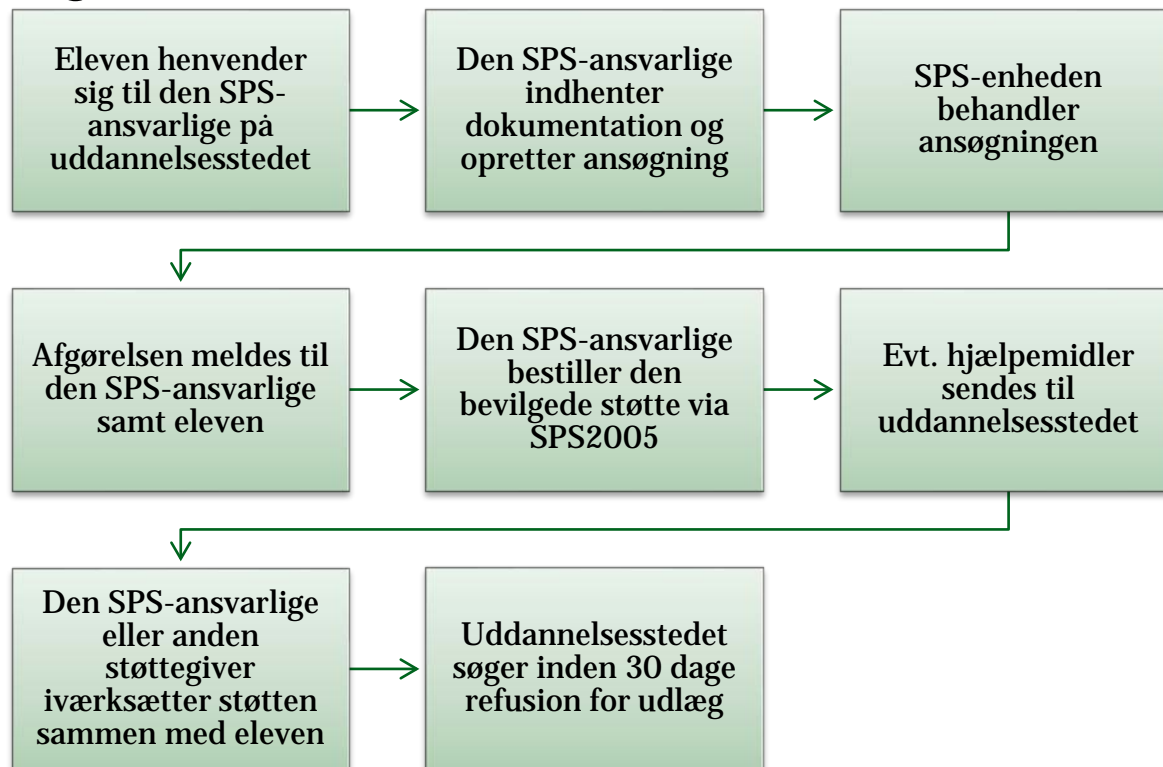 Eleven henvender
sig til den SPS-
ansvarlige på
uddannelsesstedet
Den SPS-ansvarlige
indhenter
dokumentation og
opretter ansøgning
SPS-enheden
behandler
ansøgningen
Afgørelsen meldes til
den SPS-ansvarlige
samt eleven
Den SPS-ansvarlige
bestiller den
bevilgede støtte via
SPS2005
Evt. hjælpemidler
sendes til
uddannelsesstedet
Den SPS-ansvarlige
eller anden
støttegiver
iværksætter støtten
sammen med eleven
Uddannelsesstedet
søger inden 30 dage
refusion for udlæg